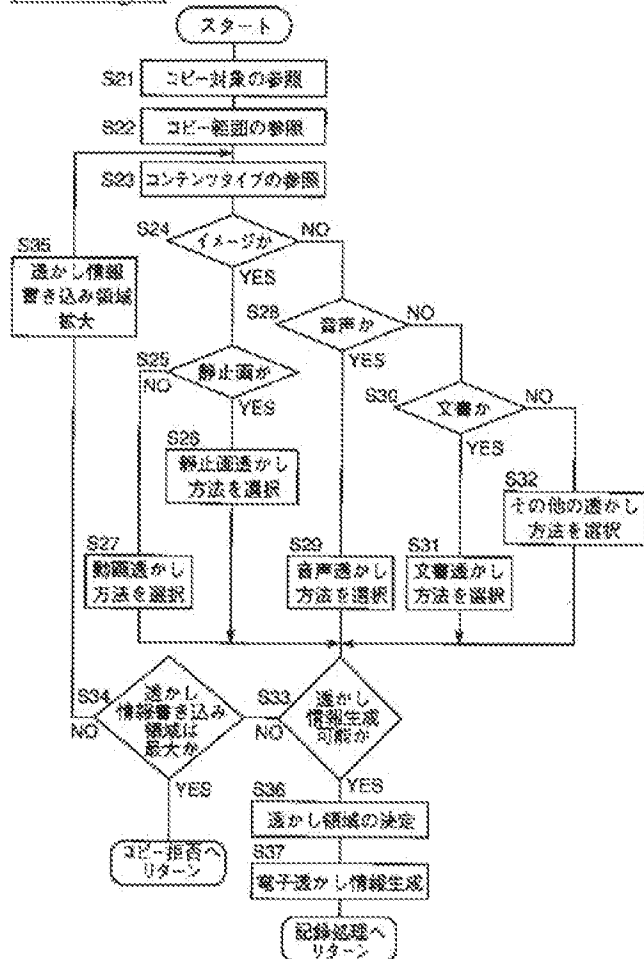 スタート
S21
コピー対象の参照
S22
コピー範囲の参照
S23
コンテンツタイプの参照
S24
イメージか
NO
YES
S35
透かし情報
書き込み領域
拡大
S28
音声か
NO
YES
S25
静止画か
NO
YES
S30
文書か
NO
YES
S26
静止画透かし
方法を選択
S32
その他の透かし
方法を選択
S27
動画透かし
方法を選択
S29
音声透かし
方法を選択
S31
文書透かし
方法を選択
S34
透かし
情報書き込み
領域は
最大か
NO
YES
S33
透かし
情報生成
可能か
NO
YES
S36
透かし領域の決定
コピー拒否へ
リターン
S37
電子透かし情報生成
記録処理へ
リターン